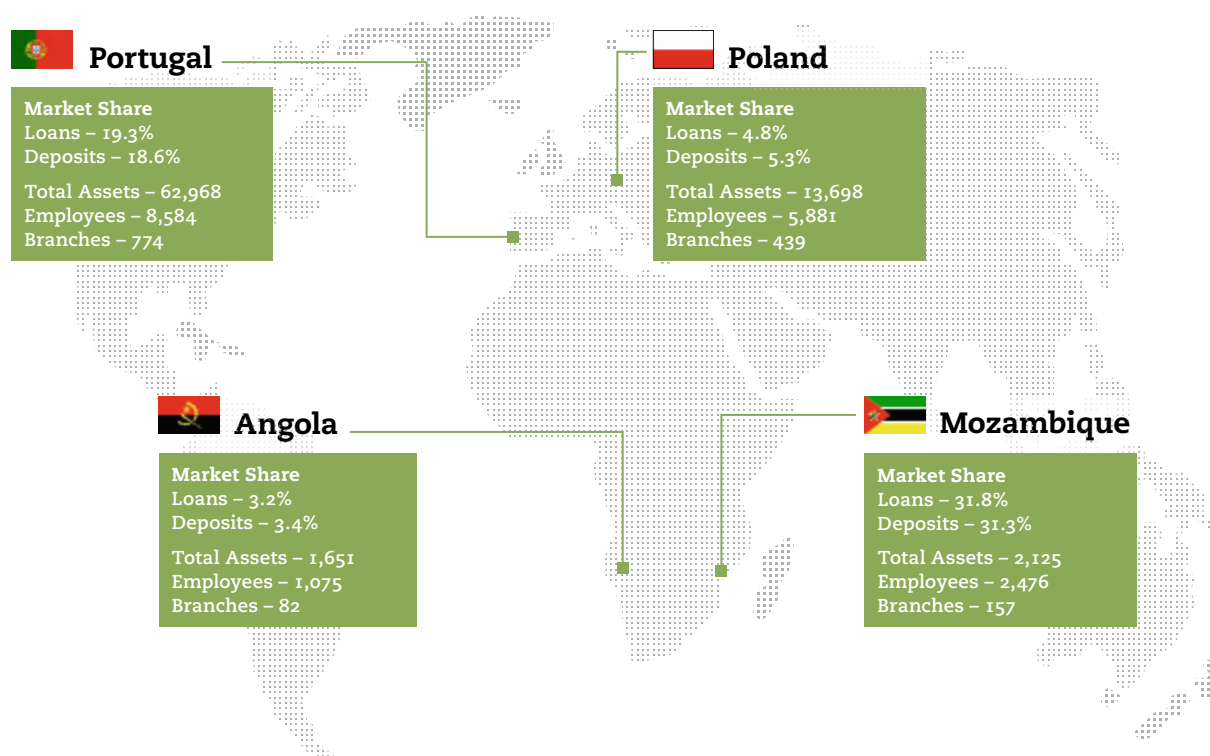 Portugal
Market Share
Loans – 19.3%
Deposits – 18.6%
Total Assets – 62,968
Employees – 8,584
Branches – 774
Poland
Market Share
Loans – 4.8%
Deposits – 5.3%
Total Assets – 13,698
Employees – 5,881
Branches – 439
Angola
Market Share
Loans – 3.2%
Deposits – 3.4%
Total Assets – 1,651
Employees – 1,075
Branches – 82
Mozambique
Market Share
Loans – 31.8%
Deposits – 31.3%
Total Assets – 2,125
Employees – 2,476
Branches – 157